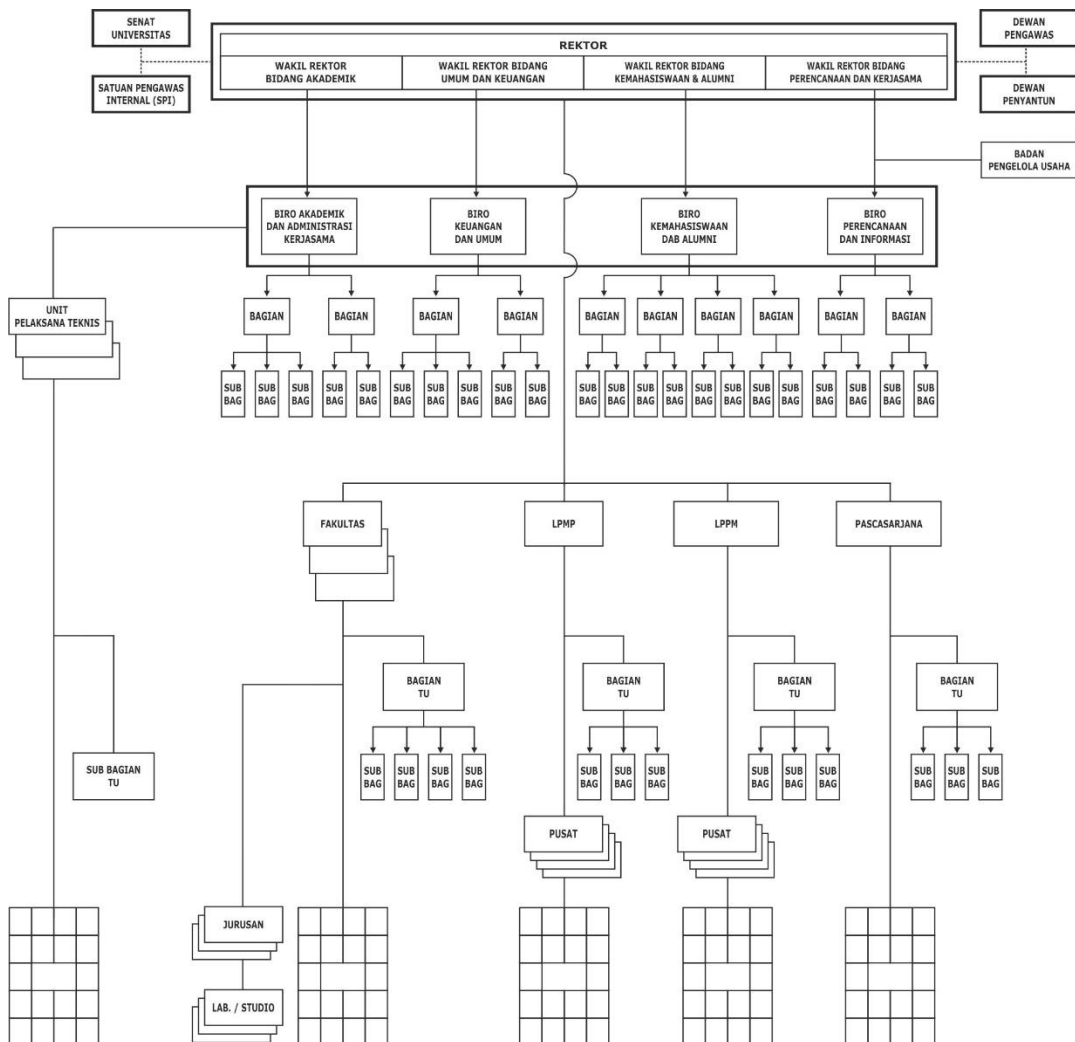 SENAT
UNIVERSITAS
SATUAN PENGAWAS
INTERNAL (SPI)
REKTOR
WAKIL REKTOR
BIDANG AKADEMIK
WAKIL REKTOR BIDANG
UMUM DAN KEUANGAN
WAKIL REKTOR BIDANG
KEMAHASISWAAN & ALUMNI
WAKIL REKTOR BIDANG
PERENCANAAN DAN KERJASAMA
DEWAN
PENGAWAS
DEWAN
PENYANTUN
BADAN
PENGELOLA USAHA
BIRO AKADEMIK
DAN ADMINISTRASI
KERJASAMA
BIRO
KEUANGAN
DAN UMUM
BIRO
KEMAHASISWAAN
DAB ALUMNI
BIRO
PERENCANAAN
DAN INFORMASI
UNIT
PELAKSANA TEKNIS
BAGIAN
BAGIAN
BAGIAN
BAGIAN
BAGIAN
BAGIAN
BAGIAN
BAGIAN
BAGIAN
BAGIAN
SUB
BAG
SUB
BAG
SUB
BAG
SUB
BAG
SUB
BAG
SUB
BAG
SUB
BAG
SUB
BAG
SUB
BAG
SUB
BAG
SUB
BAG
SUB
BAG
SUB
BAG
SUB
BAG
SUB
BAG
SUB
BAG
SUB
BAG
SUB
BAG
SUB
BAG
SUB
BAG
SUB
BAG
SUB
BAG
FAKULTAS
LPMP
LPPM
PASCASARJANA
BAGIAN
TU
BAGIAN
TU
BAGIAN
TU
BAGIAN
TU
SUB BAGIAN
TU
SUB
BAG
SUB
BAG
SUB
BAG
SUB
BAG
SUB
BAG
SUB
BAG
SUB
BAG
SUB
BAG
SUB
BAG
SUB
BAG
SUB
BAG
SUB
BAG
SUB
BAG
PUSAT
PUSAT
JURUSAN
LAB. / STUDIO